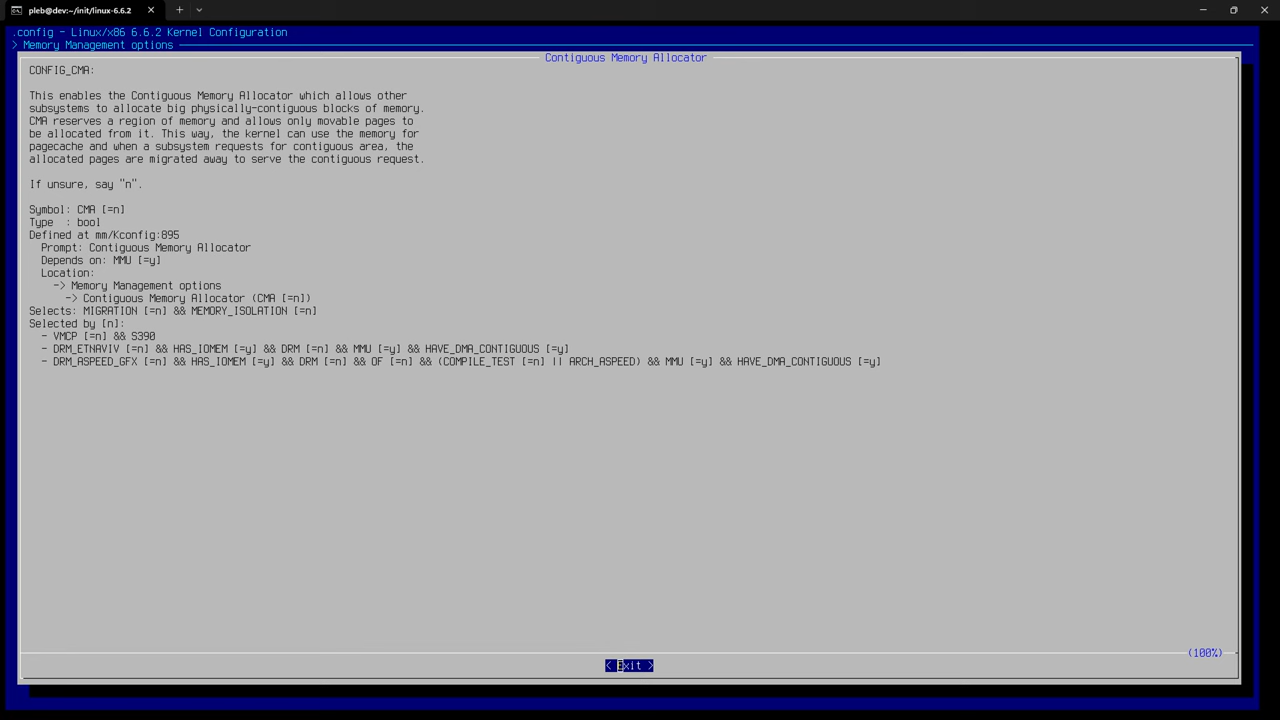 pleb@dev:~/init/linux-6.6.2
.config - Linux/x86 6.6.2 Kernel Configuration
> Memory Management options
Contiguous Memory Allocator
CONFIG_CMA:
This enables the Contiguous Memory Allocator which allows other
subsystems to allocate big physically-contiguous blocks of memory.
CMA reserves a region of memory and allows only movable pages to
be allocated from it. This way, the kernel can use the memory for
pagecache and when a subsystem requests for contiguous area, the
allocated pages are migrated away to serve the contiguous request.
If unsure, say "n".
Symbol: CMA [=n]
Type  : bool
Defined at mm/Kconfig:895
  Prompt: Contiguous Memory Allocator
  Depends on: MMU [=y]
  Location:
    -> Memory Management options
      -> Contiguous Memory Allocator (CMA [=n])
Selects: MIGRATION [=n] && MEMORY_ISOLATION [=n]
Selected by [n]:
  - VMCP [=n] && S390
  - DRM_ETNAVIV [=n] && HAS_IOMEM [=y] && DRM [=n] && MMU [=y] && HAVE_DMA_CONTIGUOUS [=y]
  - DRM_ASPEED_GFX [=n] && HAS_IOMEM [=y] && DRM [=n] && OF [=n] && (COMPILE_TEST [=n] || ARCH_ASPEED) && MMU [=y] && HAVE_DMA_CONTIGUOUS [=y]
(100%)
< Exit >